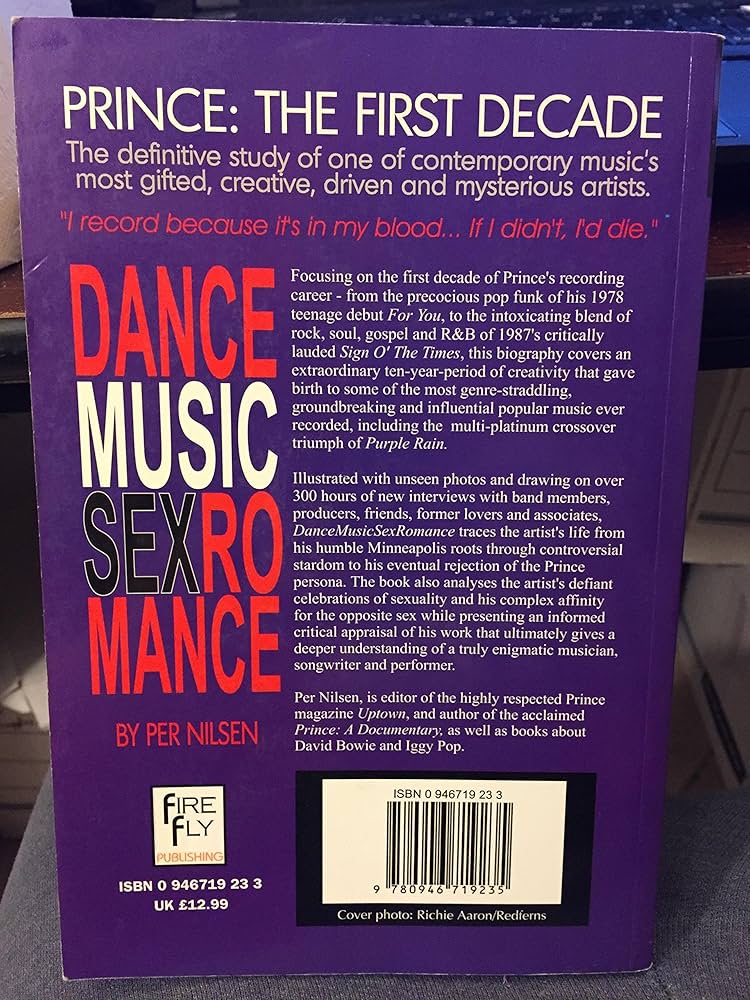 PRINCE: THE FIRST DECADE
The definitive study of one of contemporary music's
most gifted, creative, driven and mysterious artists.
"I record because it's in my blood... If I didn't, I'd die."
DANCE
MUSIC
SEXRO
MANCE
BY PER NILSEN
Focusing on the first decade of Prince's recording
career - from the precocious pop funk of his 1978
teenage debut For You, to the intoxicating blend of
rock, soul, gospel and R&B of 1987's critically
lauded Sign O' The Times, this biography covers an
extraordinary ten-year-period of creativity that gave
birth to some of the most genre-straddling,
groundbreaking and influential popular music ever
recorded, including the multi-platinum crossover
triumph of Purple Rain.
Illustrated with unseen photos and drawing on over
300 hours of new interviews with band members,
producers, friends, former lovers and associates,
DanceMusicSexRomance traces the artist's life from
his humble Minneapolis roots through controversial
stardom to his eventual rejection of the Prince
persona. The book also analyses the artist's defiant
celebrations of sexuality and his complex affinity
for the opposite sex while presenting an informed
critical appraisal of his work that ultimately gives a
deeper understanding of a truly enigmatic musician,
songwriter and performer.
Per Nilsen, is editor of the highly respected Prince
magazine Uptown, and author of the acclaimed
Prince: A Documentary, as well as books about
David Bowie and Iggy Pop.
FIRE
FLY
PUBLISHING
ISBN 0 946719 23 3
UK £12.99
ISBN 0 946719 23 3
9 780946 719235
Cover photo: Richie Aaron/Redferns